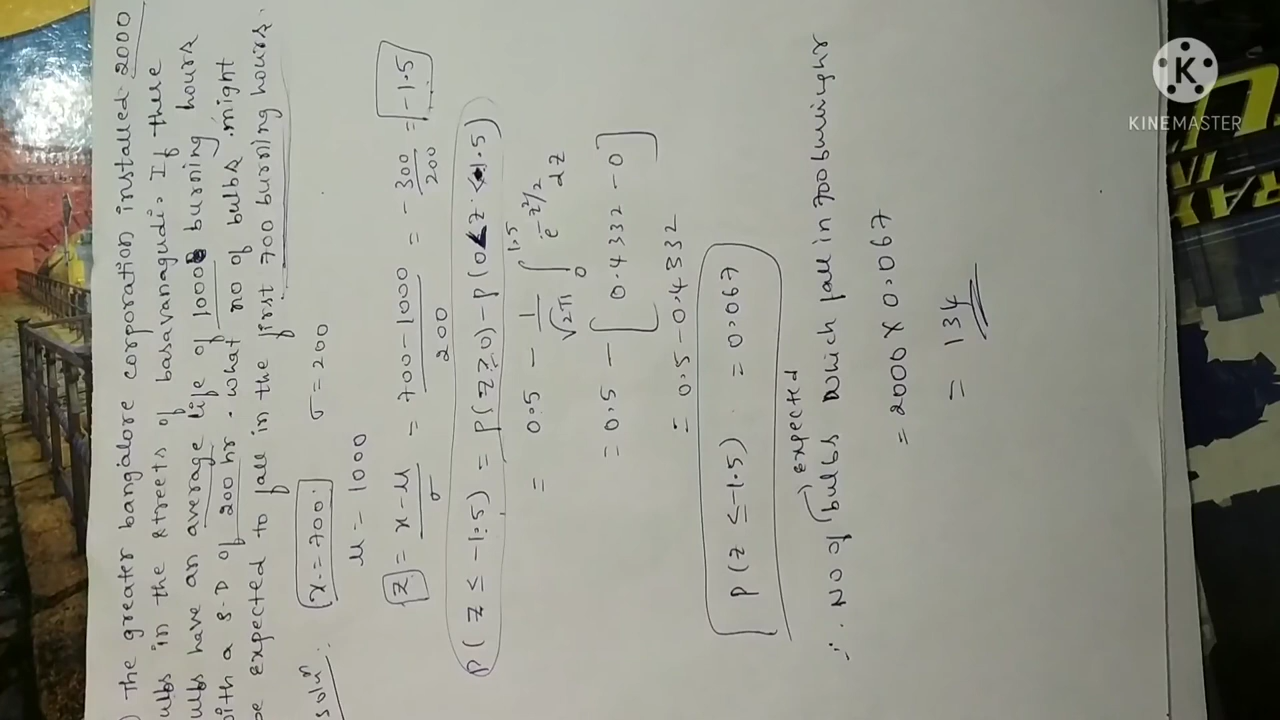 ) The greater bangalore corporation installed 2000
ulbs in the streets of basavanagudi. If these
ulbs have an average life of 1000 burning hours
with a S.D of 200 hr. what no of bulbs might
be expected to fall in the first 700 burning hours.
soln: x = 700. σ = 200
μ = 1000
z = x-μ/σ = 700-1000/200 = -300/200 = -1.5
P(z ≤ -1.5) = P(z≥0) - P(0<z<1.5)
= 0.5 - 1/√2π ∫₀^1.5 e^-z²/2 dz
= 0.5 - [0.4332 - 0]
= 0.5 - 0.4332
P(z ≤ -1.5) = 0.067
∴ No of expected bulbs which fall in 700 burning hr
= 2000 X 0.067
= 134
K
KINEMASTER